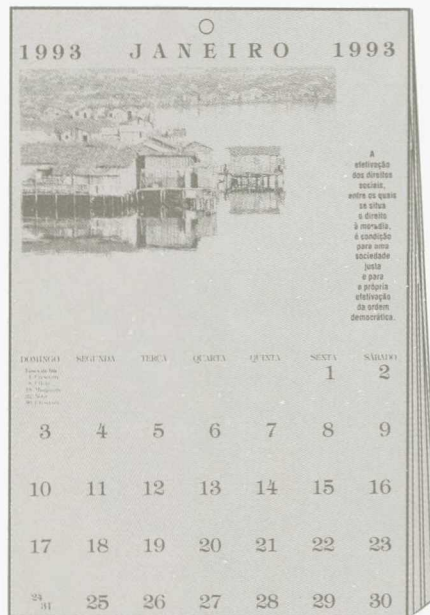 1993 JANEIRO 1993
A
efetivação
dos direitos
sociais,
entre os quais
se situa
o direito
à moradia,
é condição
para uma
sociedade
justa
e para
a própria
efetivação
da ordem
democrática.
DOMINGO SEGUNDA TERÇA QUARTA QUINTA SEXTA SÁBADO
1 2
3 4 5 6 7 8 9
10 11 12 13 14 15 16
17 18 19 20 21 22 23
24 25 26 27 28 29 30
31